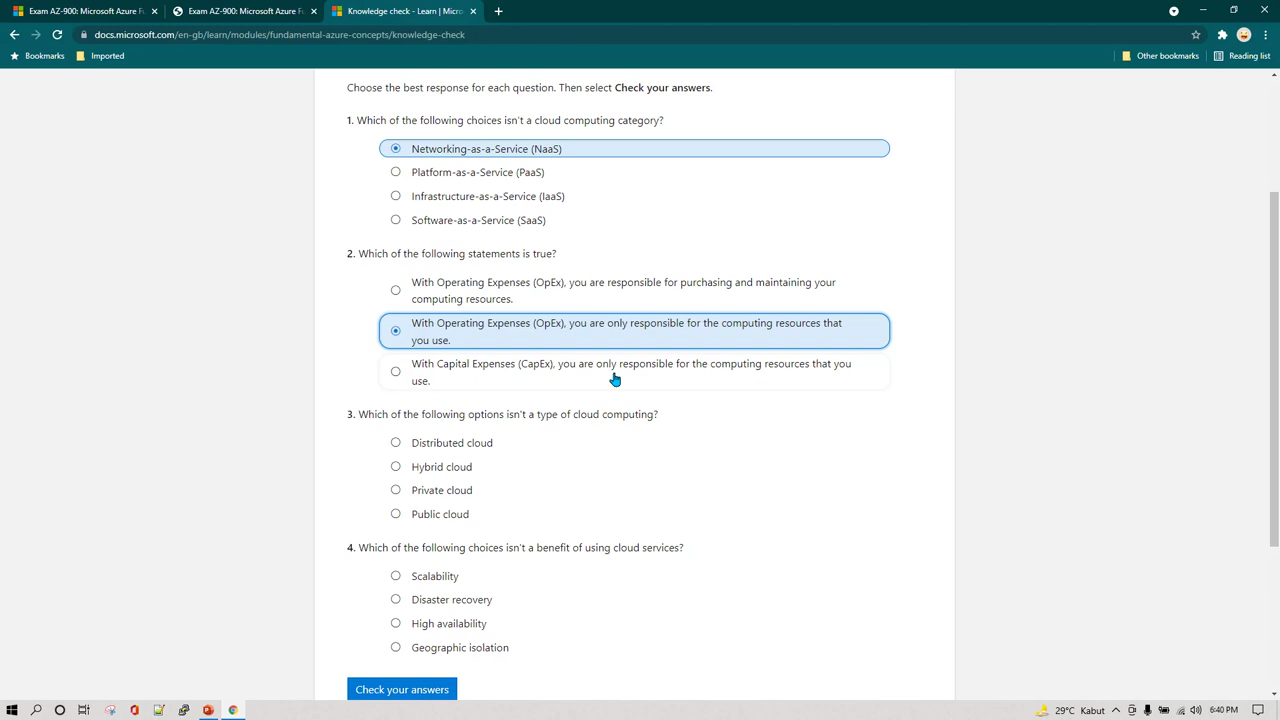 Exam AZ-900: Microsoft Azure Fu
Exam AZ-900: Microsoft Azure Fu
Knowledge check - Learn | Micro
docs.microsoft.com/en-gb/learn/modules/fundamental-azure-concepts/knowledge-check
Bookmarks
Imported
Other bookmarks
Reading list
Choose the best response for each question. Then select Check your answers.
1. Which of the following choices isn't a cloud computing category?
Networking-as-a-Service (NaaS)
Platform-as-a-Service (PaaS)
Infrastructure-as-a-Service (IaaS)
Software-as-a-Service (SaaS)
2. Which of the following statements is true?
With Operating Expenses (OpEx), you are responsible for purchasing and maintaining your
computing resources.
With Operating Expenses (OpEx), you are only responsible for the computing resources that
you use.
With Capital Expenses (CapEx), you are only responsible for the computing resources that you
use.
3. Which of the following options isn't a type of cloud computing?
Distributed cloud
Hybrid cloud
Private cloud
Public cloud
4. Which of the following choices isn't a benefit of using cloud services?
Scalability
Disaster recovery
High availability
Geographic isolation
Check your answers
29°C Kabut
6:40 PM